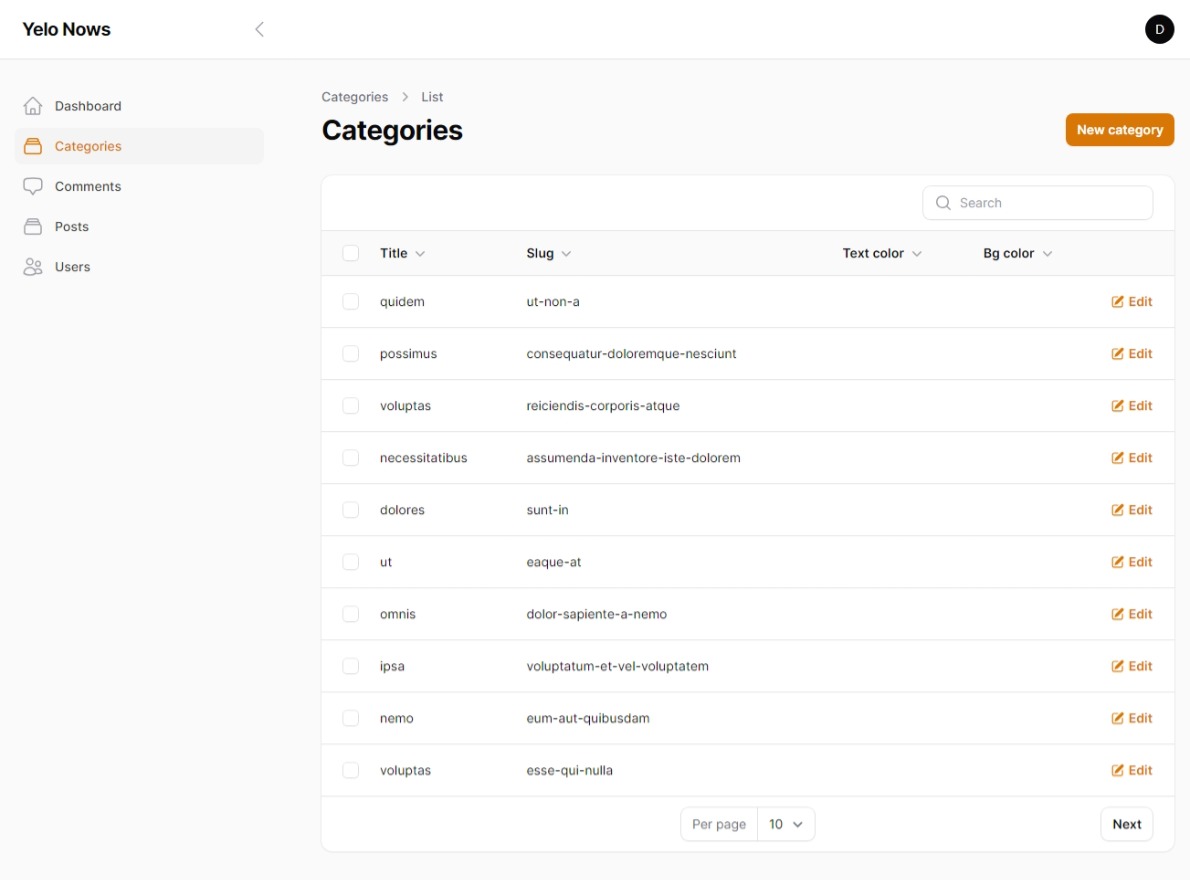 Yelo Nows
D
Dashboard
Categories
Comments
Posts
Users
Categories > List
Categories
New category
Search
Title Slug Text color Bg color
quidem ut-non-a Edit
possimus consequatur-doloremque-nesciunt Edit
voluptas reiciendis-corporis-atque Edit
necessitatibus assumenda-inventore-iste-dolorem Edit
dolores sunt-in Edit
ut eaque-at Edit
omnis dolor-sapiente-a-nemo Edit
ipsa voluptatum-et-vel-voluptatem Edit
nemo eum-aut-quibusdam Edit
voluptas esse-qui-nulla Edit
Per page 10 Next